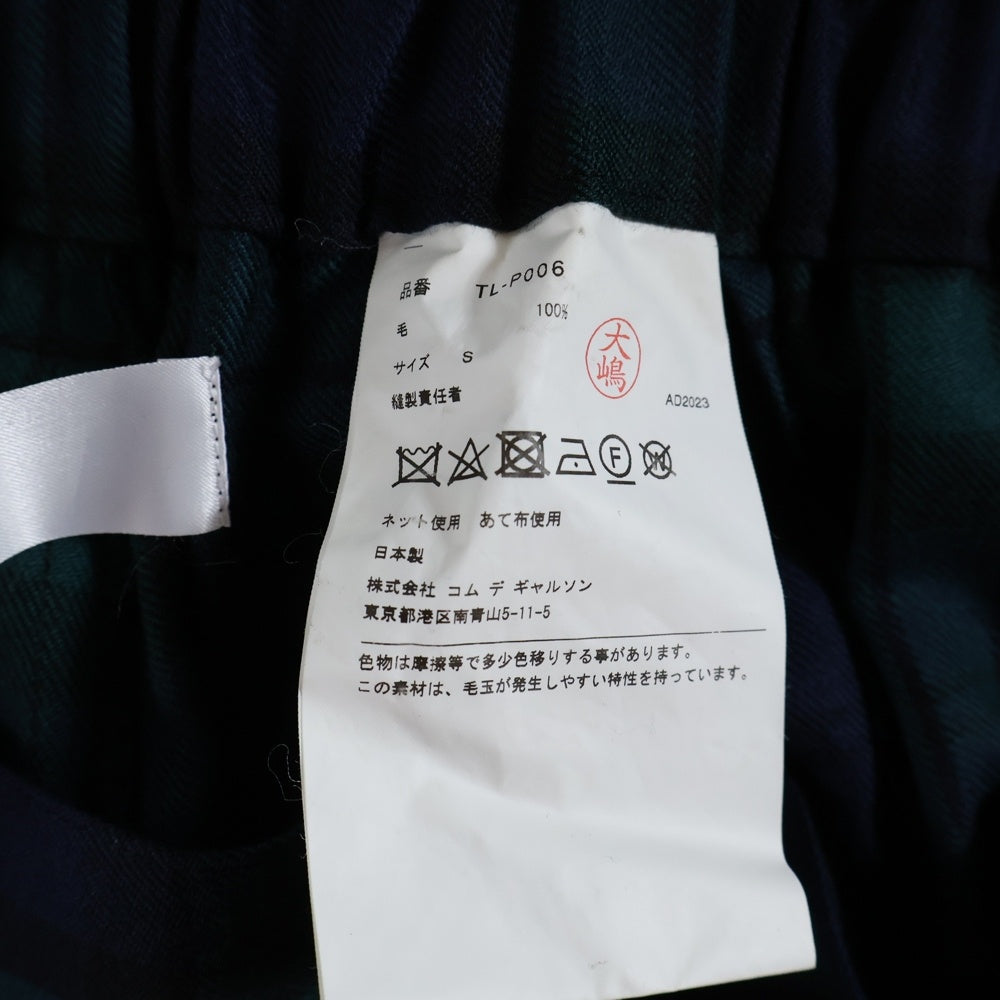 品番 TL-P006
毛 100%
サイズ S
縫製責任者
大嶋
AD2023
F
W
ネット使用 あて布使用
日本製
株式会社 コム デ ギャルソン
東京都港区南青山5-11-5
色物は摩擦等で多少色移りする事があります。
この素材は、毛玉が発生しやすい特性を持っています。